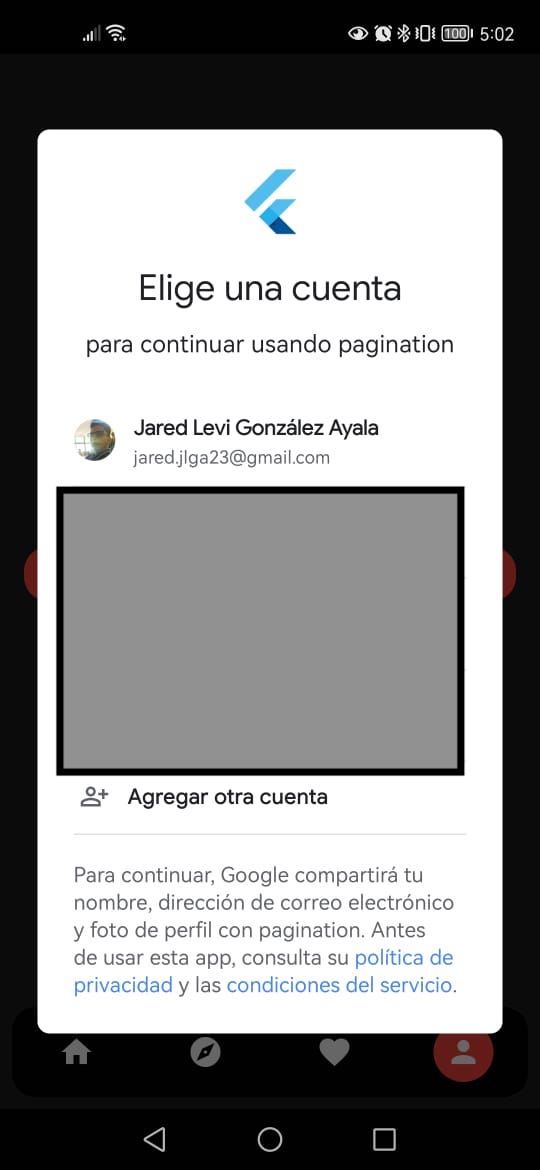 100 5:02
Elige una cuenta
para continuar usando pagination
Jared Levi González Ayala
jared.jlga23@gmail.com
Agregar otra cuenta
Para continuar, Google compartirá tu
nombre, dirección de correo electrónico
y foto de perfil con pagination. Antes
de usar esta app, consulta su política de
privacidad y las condiciones del servicio.